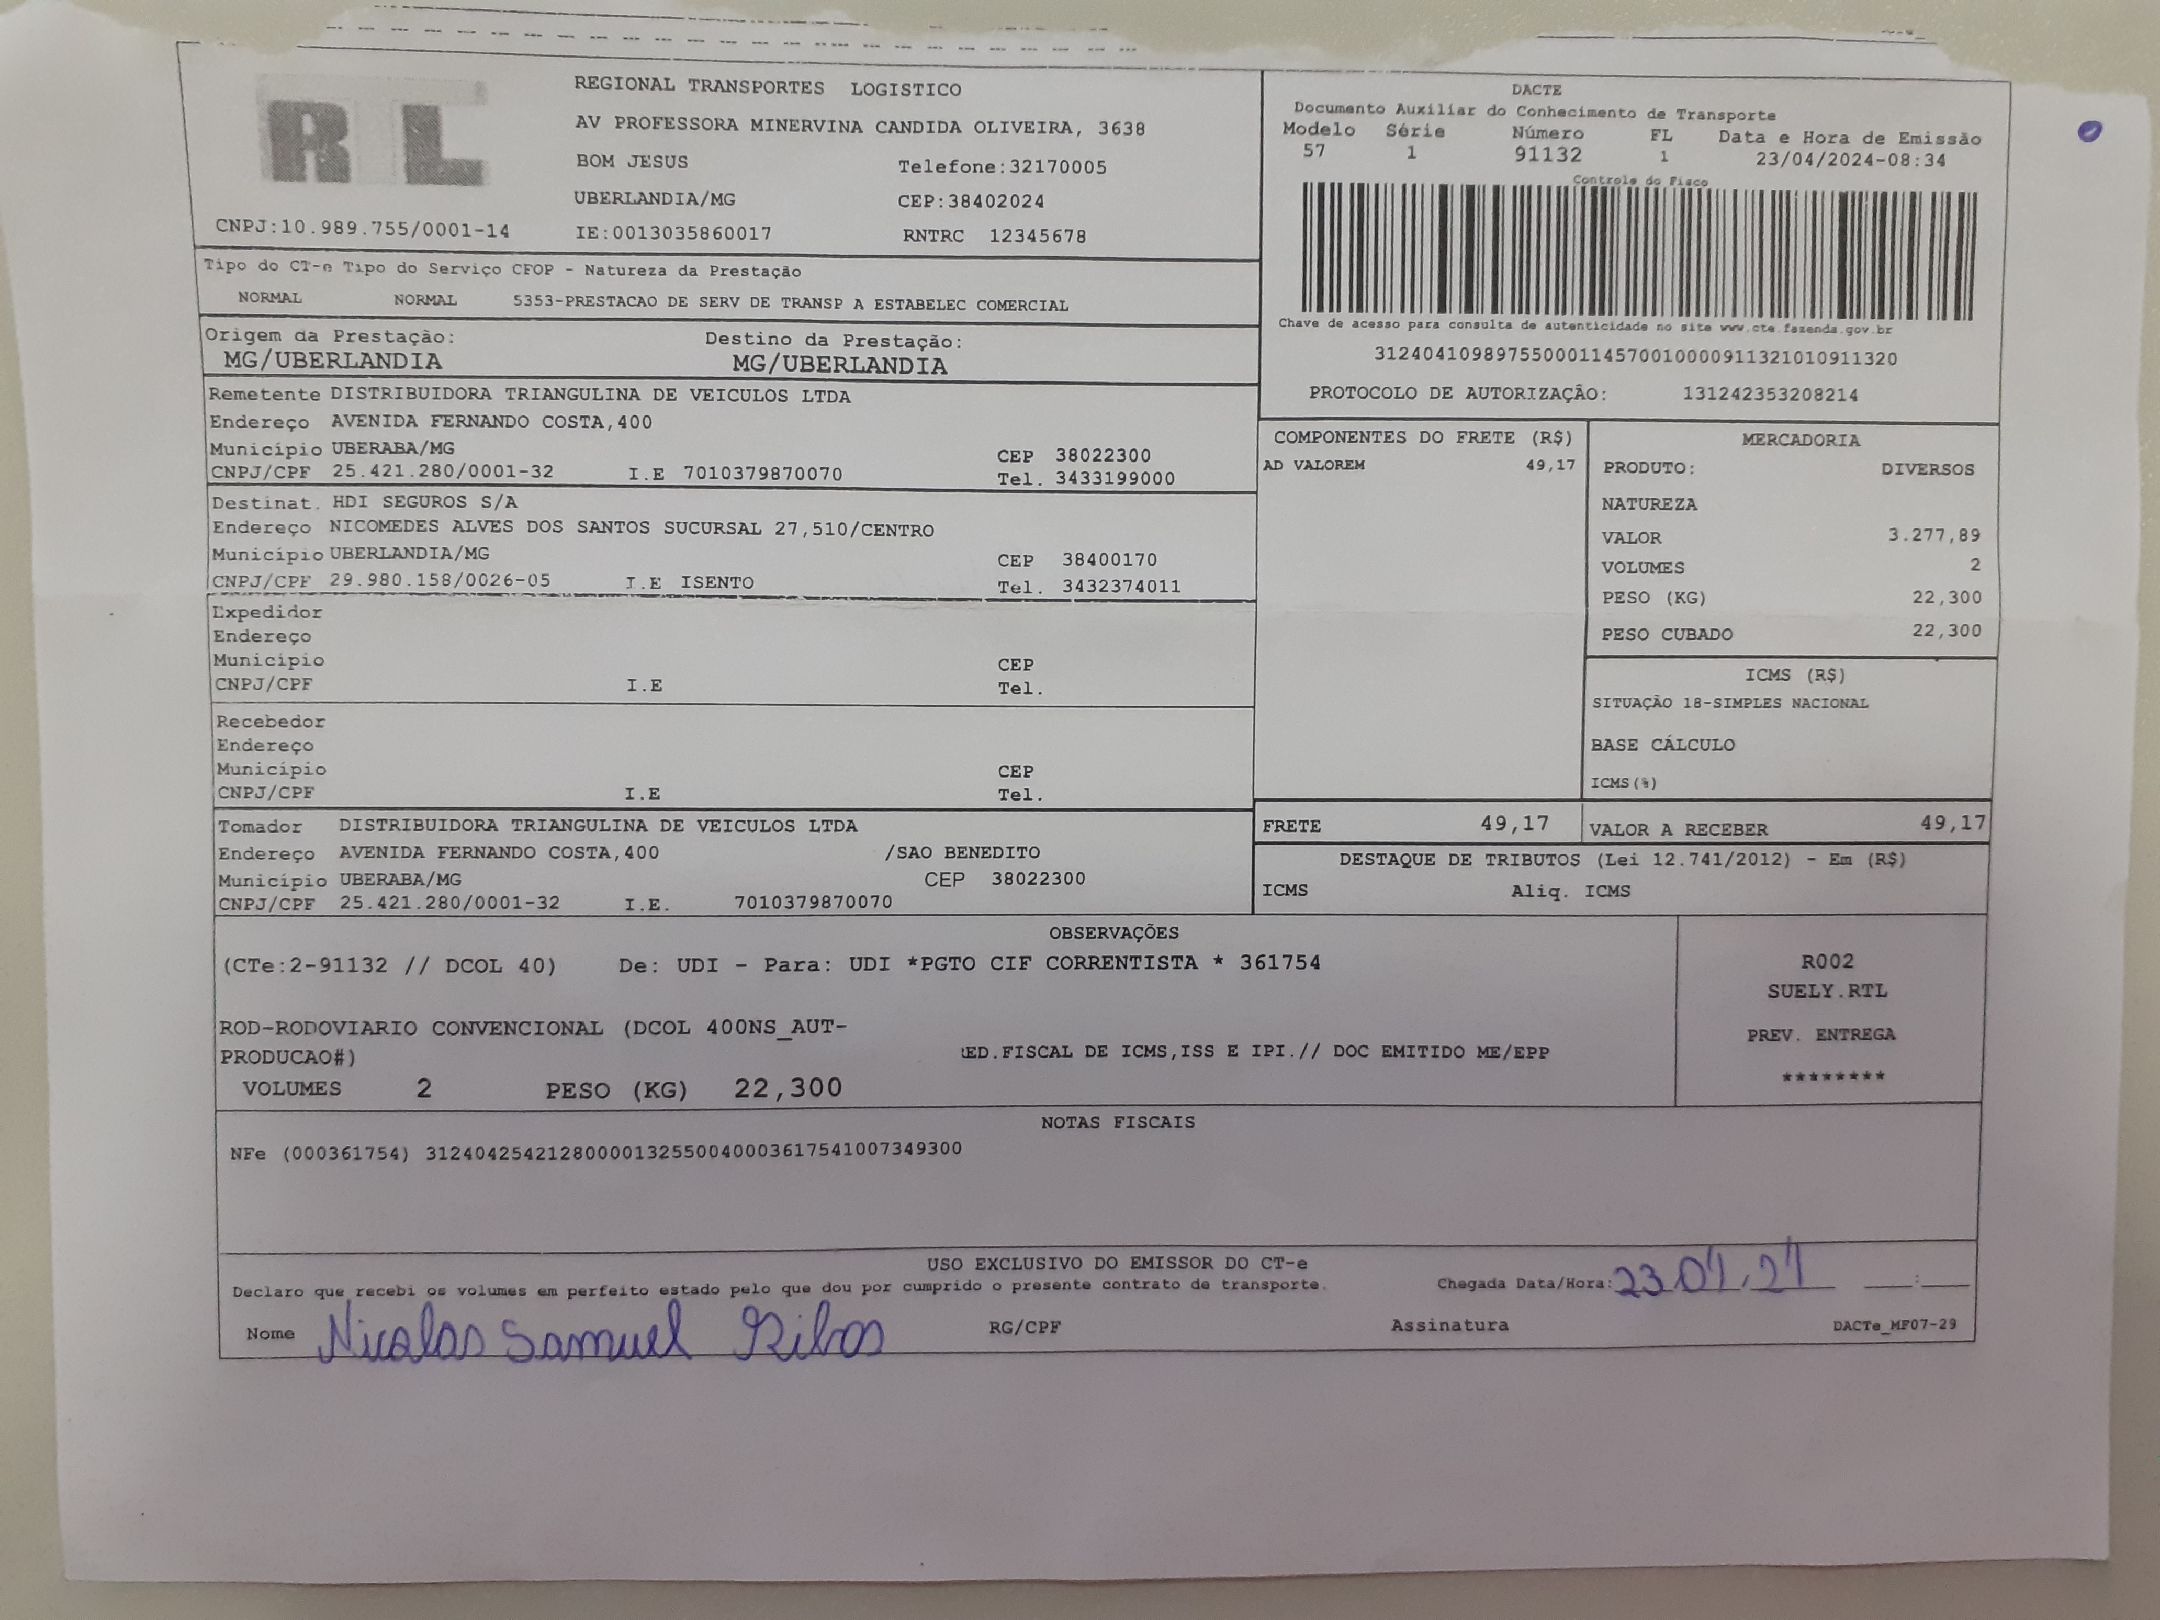 RTL
REGIONAL TRANSPORTES LOGISTICO
AV PROFESSORA MINERVINA CANDIDA OLIVEIRA, 3638
BOM JESUS Telefone:32170005
UBERLANDIA/MG CEP:38402024
CNPJ:10.989.755/0001-14 IE:0013035860017 RNTRC 12345678
DACTE
Documento Auxiliar do Conhecimento de Transporte
Modelo Série Número FL Data e Hora de Emissão
57 1 91132 1 23/04/2024-08:34
Controle do Fisco
Chave de acesso para consulta de autenticidade no site www.cte.fazenda.gov.br
31240410989755000114570010000911321010911320
PROTOCOLO DE AUTORIZAÇÃO: 131242353208214
Tipo do CT-e Tipo do Serviço CFOP - Natureza da Prestação
NORMAL NORMAL 5353-PRESTACAO DE SERV DE TRANSP A ESTABELEC COMERCIAL
Origem da Prestação: Destino da Prestação:
MG/UBERLANDIA MG/UBERLANDIA
Remetente DISTRIBUIDORA TRIANGULINA DE VEICULOS LTDA
Endereço AVENIDA FERNANDO COSTA,400
Município UBERABA/MG CEP 38022300
CNPJ/CPF 25.421.280/0001-32 I.E 7010379870070 Tel. 3433199000
Destinat. HDI SEGUROS S/A
Endereço NICOMEDES ALVES DOS SANTOS SUCURSAL 27,510/CENTRO
Município UBERLANDIA/MG CEP 38400170
CNPJ/CPF 29.980.158/0026-05 I.E ISENTO Tel. 3432374011
Expedidor
Endereço
Município CEP
CNPJ/CPF I.E Tel.
Recebedor
Endereço
Município CEP
CNPJ/CPF I.E Tel.
Tomador DISTRIBUIDORA TRIANGULINA DE VEICULOS LTDA
Endereço AVENIDA FERNANDO COSTA,400 /SAO BENEDITO
Município UBERABA/MG CEP 38022300
CNPJ/CPF 25.421.280/0001-32 I.E. 7010379870070
COMPONENTES DO FRETE (R$)
AD VALOREM 49,17
MERCADORIA
PRODUTO: DIVERSOS
NATUREZA
VALOR 3.277,89
VOLUMES 2
PESO (KG) 22,300
PESO CUBADO 22,300
ICMS (R$)
SITUAÇÃO 18-SIMPLES NACIONAL
BASE CÁLCULO
ICMS(%)
FRETE 49,17 VALOR A RECEBER 49,17
DESTAQUE DE TRIBUTOS (Lei 12.741/2012) - Em (R$)
ICMS Aliq. ICMS
OBSERVAÇÕES
(CTe:2-91132 // DCOL 40) De: UDI - Para: UDI *PGTO CIF CORRENTISTA * 361754
ROD-RODOVIARIO CONVENCIONAL (DCOL 400NS_AUT-
PRODUCAO#) ED.FISCAL DE ICMS,ISS E IPI.// DOC EMITIDO ME/EPP
VOLUMES 2 PESO (KG) 22,300
R002
SUELY.RTL
PREV. ENTREGA
********
NOTAS FISCAIS
NFe (000361754) 31240425421280000132550040003617541007349300
USO EXCLUSIVO DO EMISSOR DO CT-e
Declaro que recebi os volumes em perfeito estado pelo que dou por cumprido o presente contrato de transporte. Chegada Data/Hora: 23 04.24 __:__
Nome Nicolas Samuel RG/CPF Assinatura DACTe_MF07-29